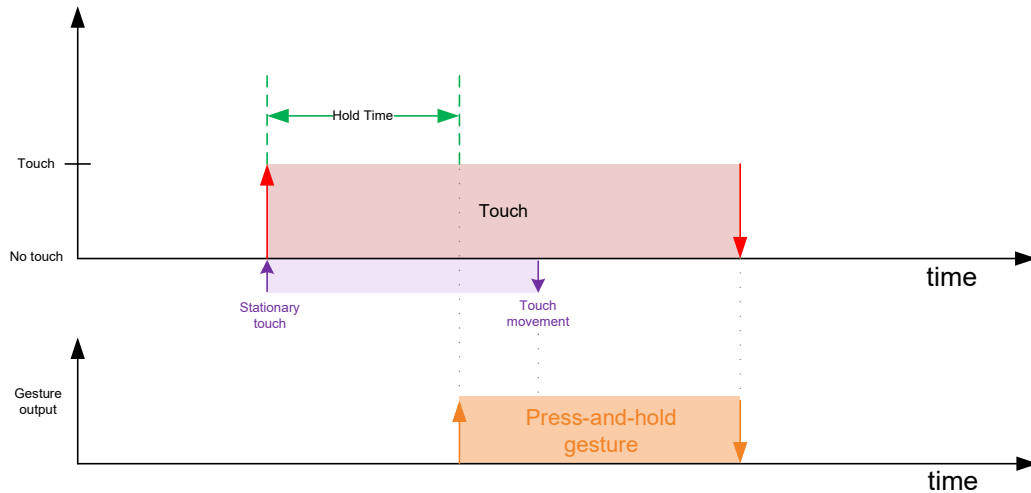 Hold Time
Touch
Touch
No touch
time
Stationary
touch
Touch
movement
Gesture
output
Press-and-hold
gesture
time